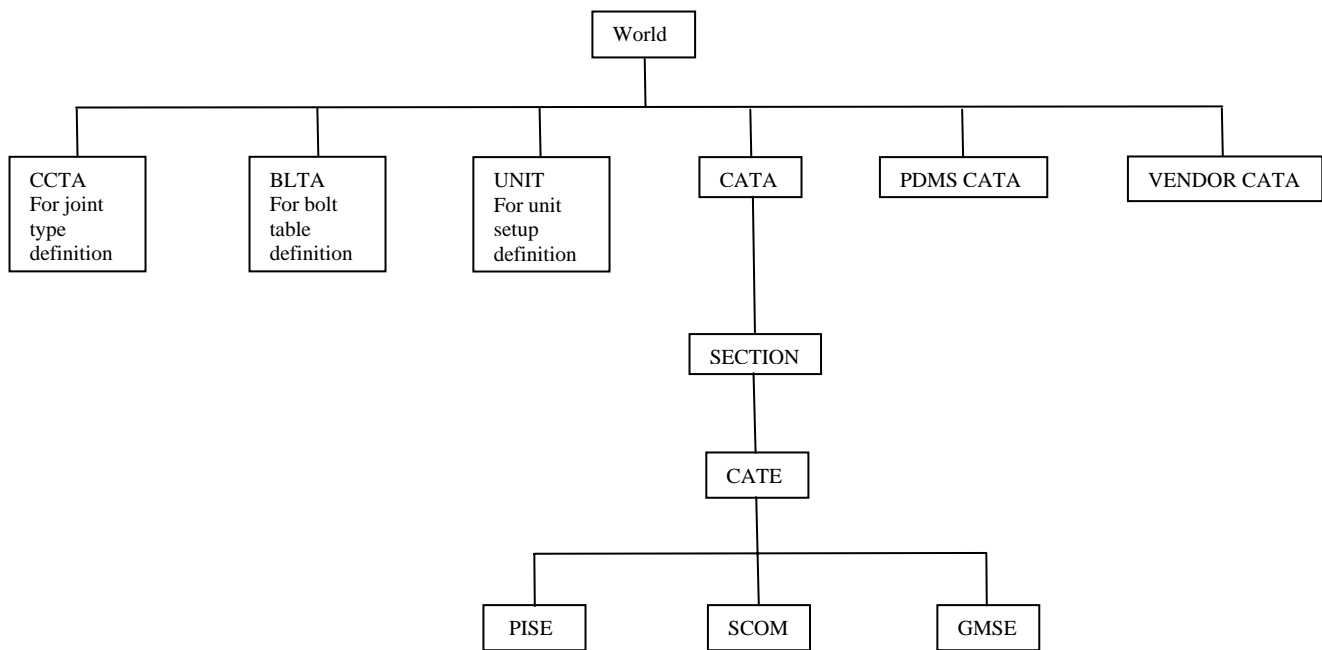 World
CCTA
For joint
type
definition
BLTA
For bolt
table
definition
UNIT
For unit
setup
definition
CATA
PDMS CATA
VENDOR CATA
SECTION
CATE
PISE
SCOM
GMSE